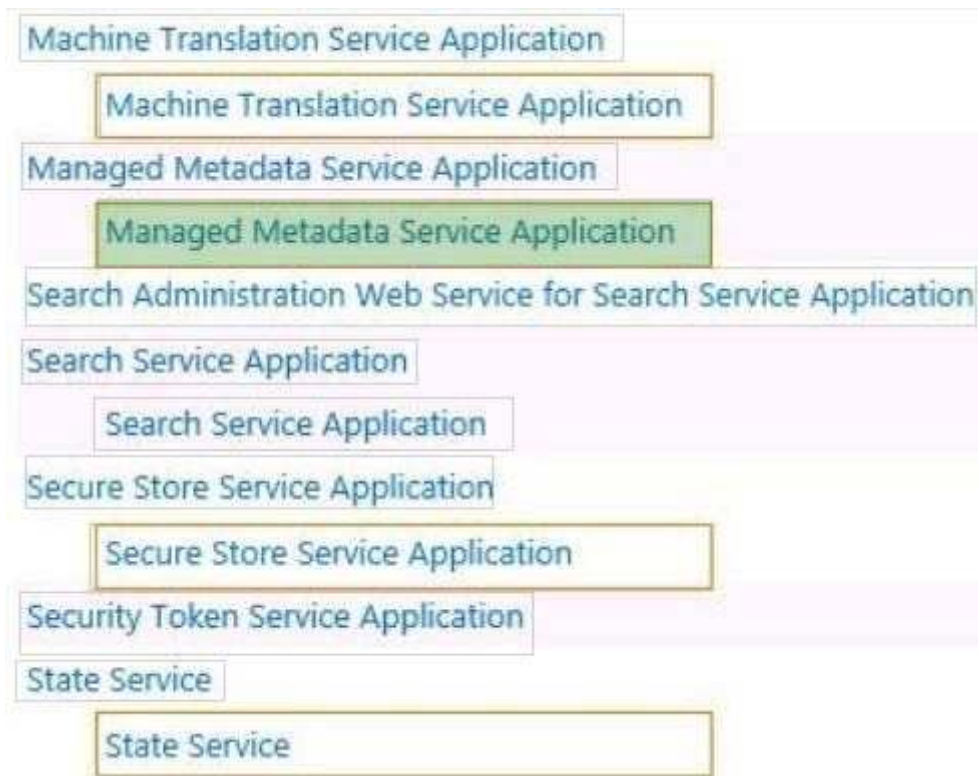 Machine Translation Service Application
Machine Translation Service Application
Managed Metadata Service Application
Managed Metadata Service Application
Search Administration Web Service for Search Service Application
Search Service Application
Search Service Application
Secure Store Service Application
Secure Store Service Application
Security Token Service Application
State Service
State Service